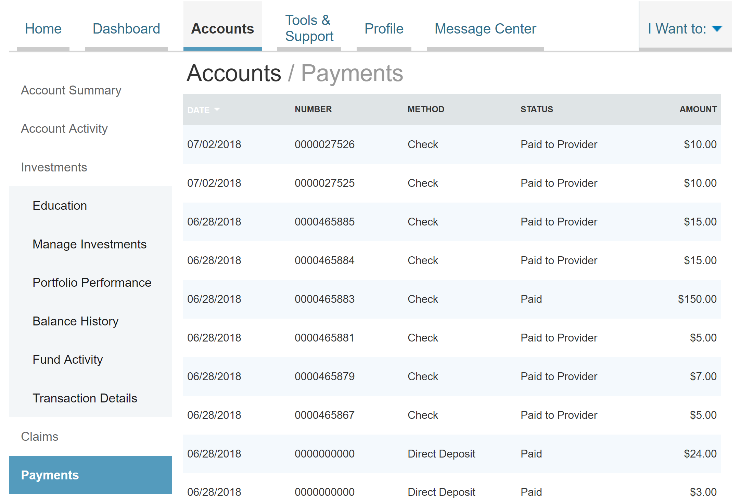 Home
Dashboard
Accounts
Tools &
Support
Profile
Message Center
I Want to:
Accounts / Payments
Account Summary
Account Activity
Investments
Education
Manage Investments
Portfolio Performance
Balance History
Fund Activity
Transaction Details
Claims
Payments
DATE NUMBER METHOD STATUS AMOUNT
07/02/2018 0000027526 Check Paid to Provider $10.00
07/02/2018 0000027525 Check Paid to Provider $10.00
06/28/2018 0000465885 Check Paid to Provider $15.00
06/28/2018 0000465884 Check Paid to Provider $15.00
06/28/2018 0000465883 Check Paid $150.00
06/28/2018 0000465881 Check Paid to Provider $5.00
06/28/2018 0000465879 Check Paid to Provider $7.00
06/28/2018 0000465867 Check Paid to Provider $5.00
06/28/2018 0000000000 Direct Deposit Paid $24.00
06/28/2018 0000000000 Direct Deposit Paid $3.00